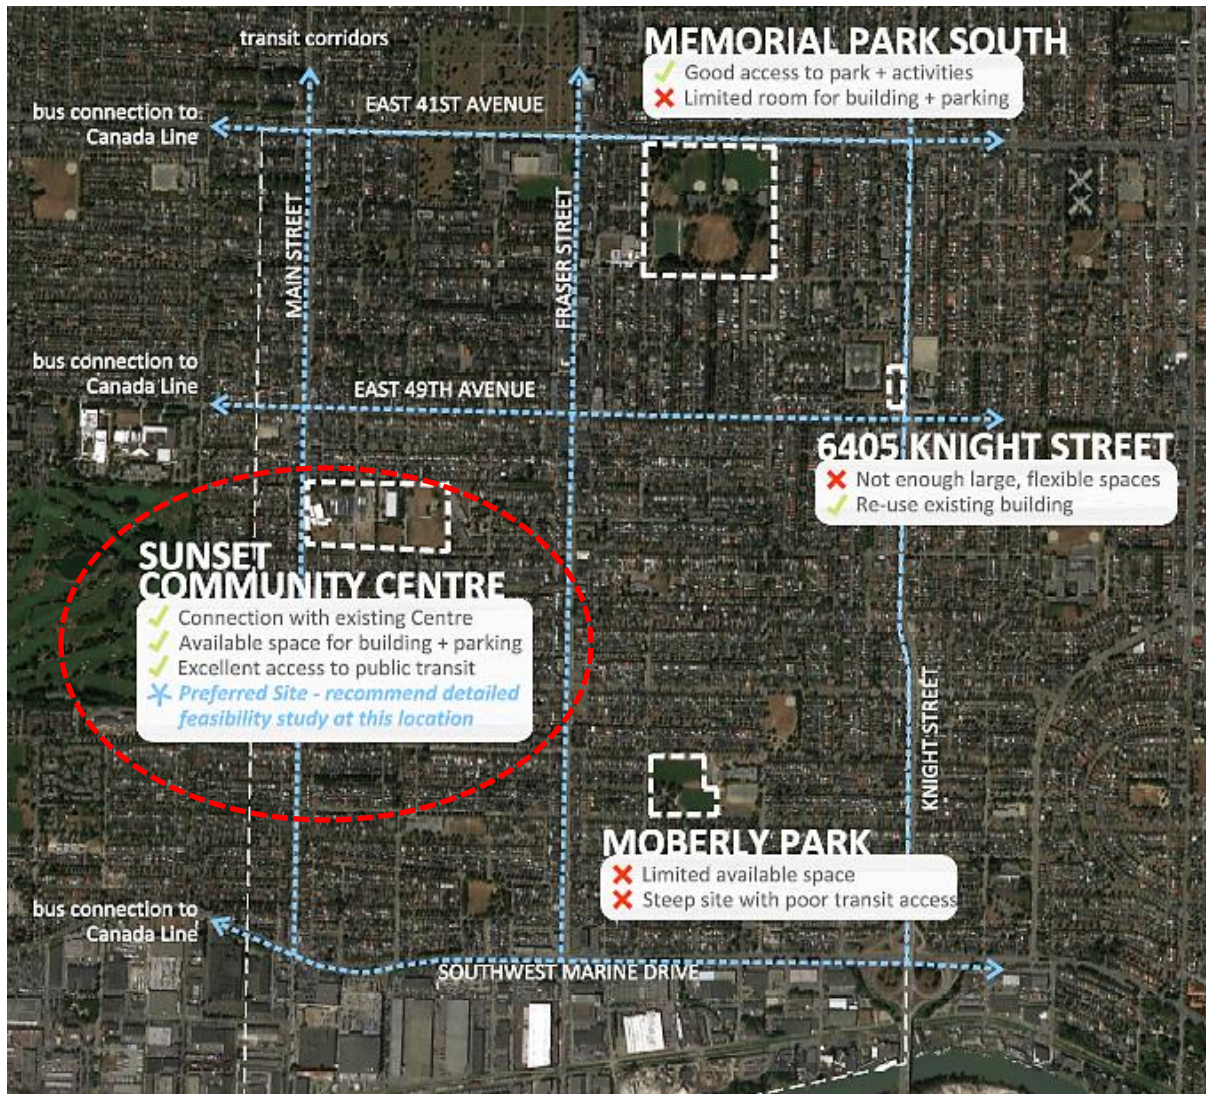 transit corridors
MEMORIAL PARK SOUTH
Good access to park + activities
Limited room for building + parking
bus connection to
Canada Line
EAST 41ST AVENUE
MAIN STREET
FRASER STREET
bus connection to
Canada Line
EAST 49TH AVENUE
6405 KNIGHT STREET
Not enough large, flexible spaces
Re-use existing building
SUNSET
COMMUNITY CENTRE
Connection with existing Centre
Available space for building + parking
Excellent access to public transit
Preferred Site - recommend detailed
feasibility study at this location
KNIGHT STREET
MOBERLY PARK
Limited available space
Steep site with poor transit access
bus connection to
Canada Line
SOUTHWEST MARINE DRIVE